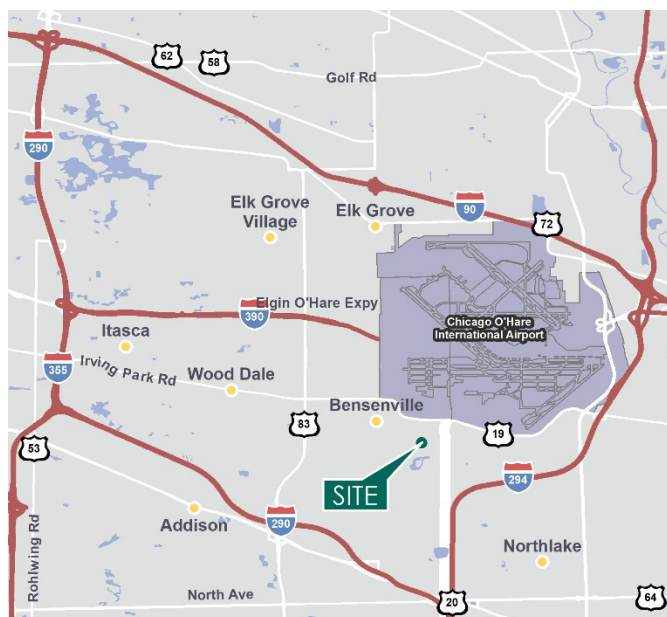 62
58
Golf Rd
290
Elk Grove
Village
Elk Grove
90
72
Elgin O'Hare Expy
390
Chicago O'Hare
International Airport
Itasca
Irving Park Rd
355
Wood Dale
Bensenville
83
19
53
SITE
294
Addison
290
Northlake
Rohlwing Rd
North Ave
20
64